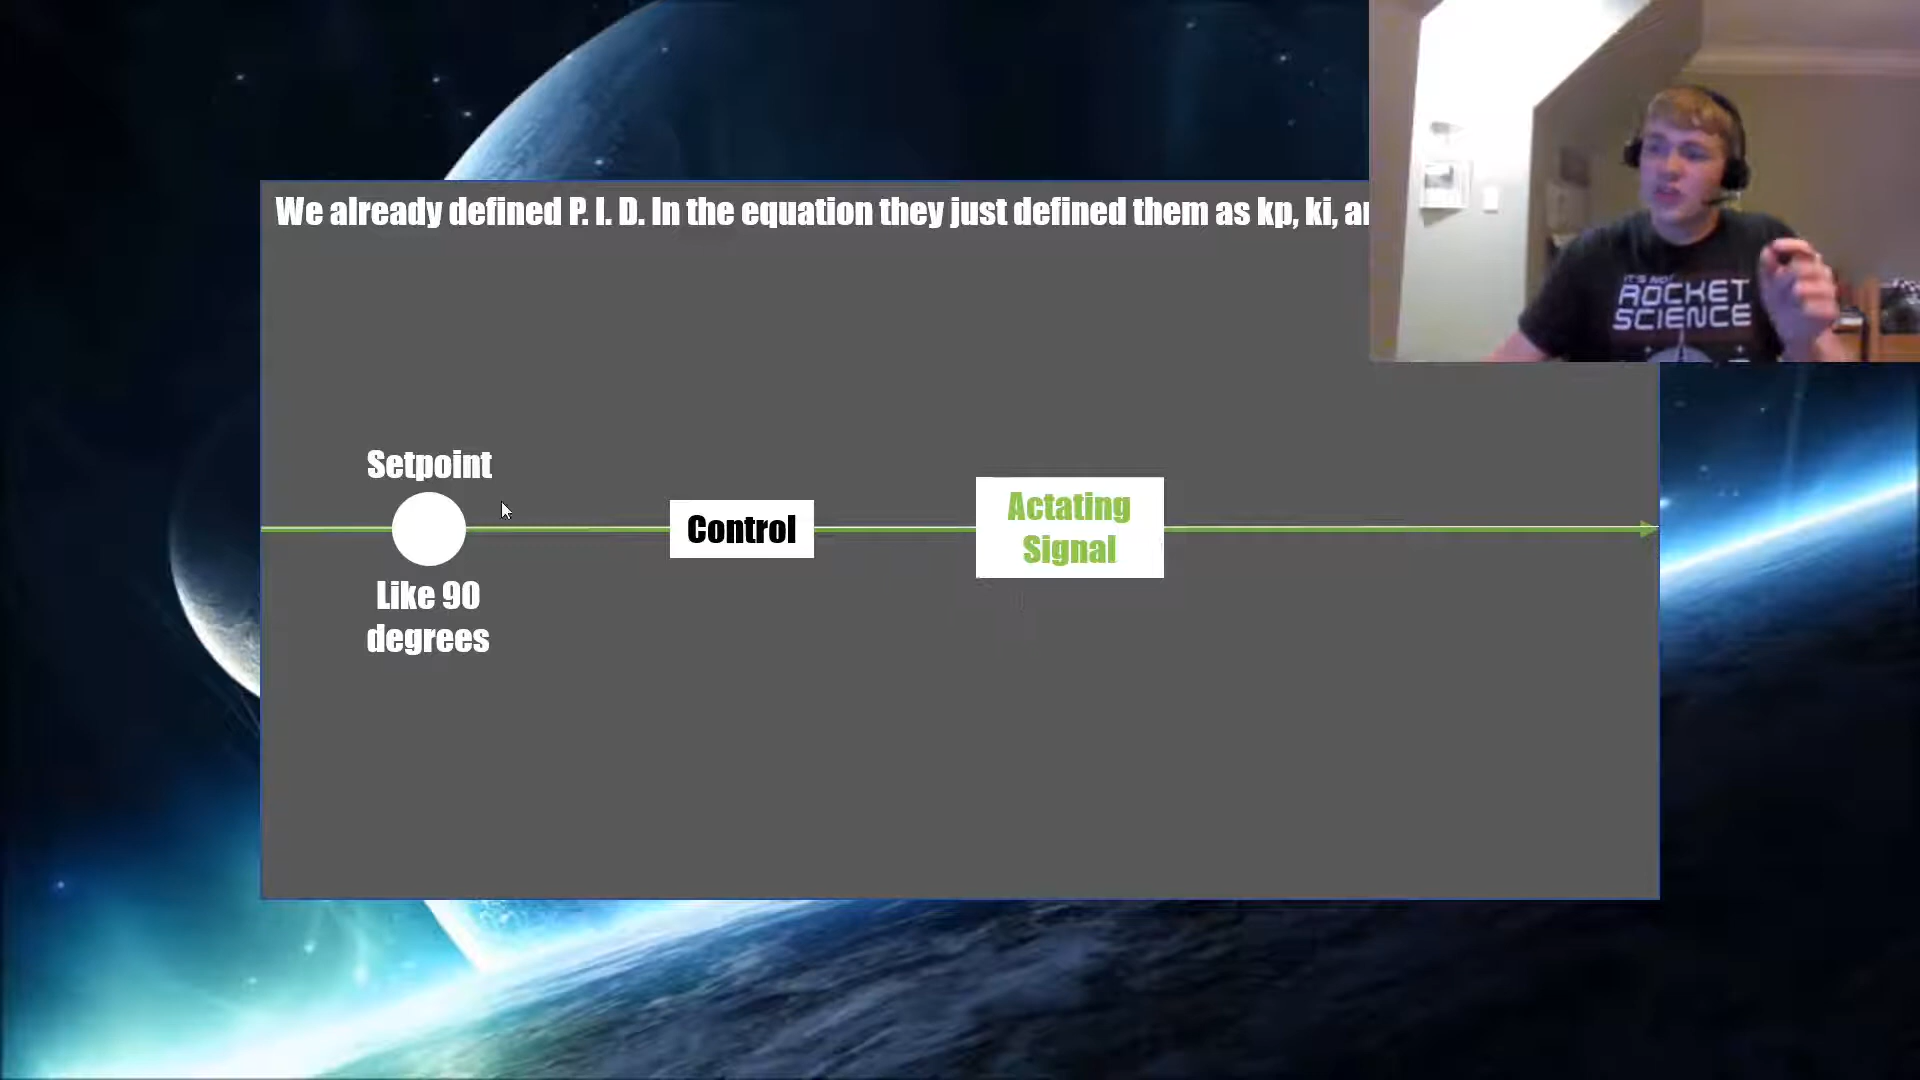 We already defined P. I. D. In the equation they just defined them as kp, ki,
IT'S NOT
ROCKET
SCIENCE
Setpoint
Control
Actating
Signal
Like 90
degrees